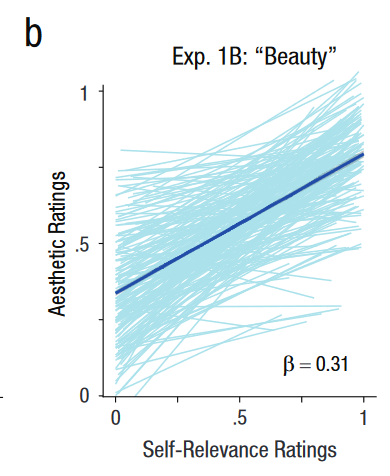 b
Exp. 1B: “Beauty”
1
.5
0
Aesthetic Ratings
β = 0.31
0 .5 1
Self-Relevance Ratings